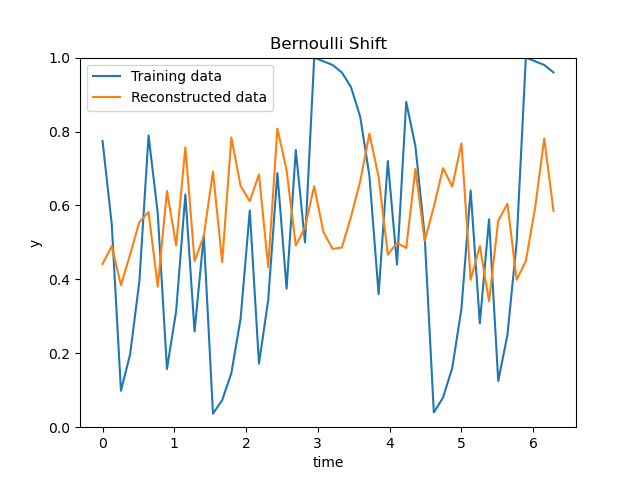 Bernoulli Shift
Training data
Reconstructed data
y
1.0
0.8
0.6
0.4
0.2
0.0
0 1 2 3 4 5 6
time